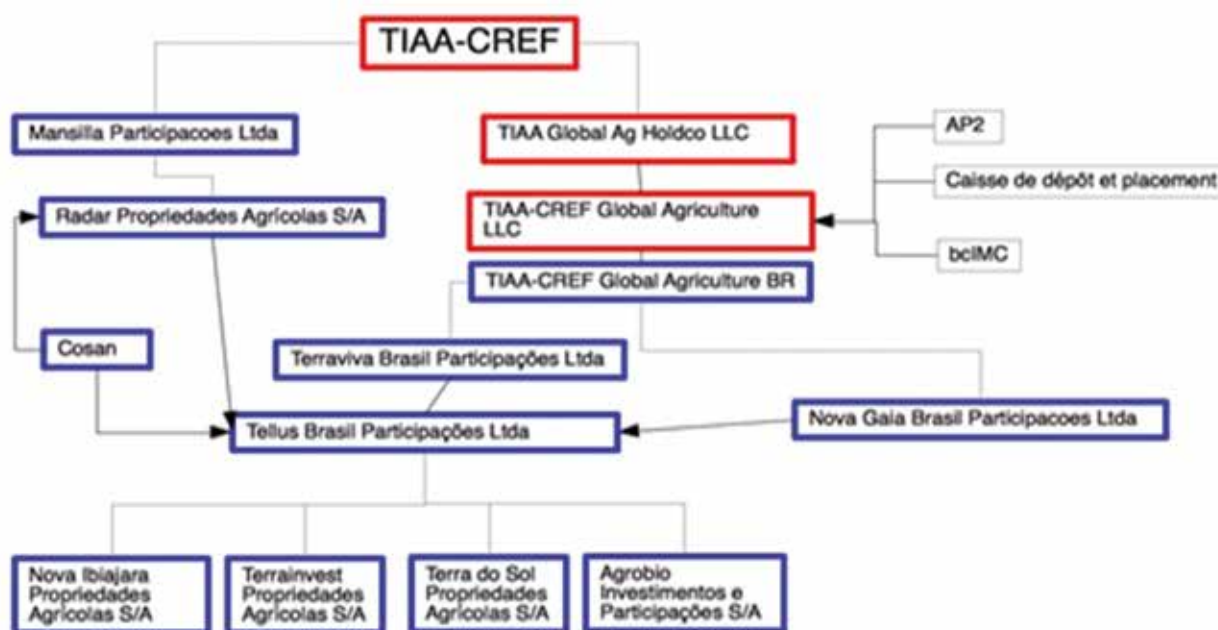 TIAA-CREF
Mansilla Participacoes Ltda
TIAA Global Ag Holdco LLC
AP2
Caisse de dépôt et placement
Radar Propriedades Agrícolas S/A
TIAA-CREF Global Agriculture
LLC
bcIMC
TIAA-CREF Global Agriculture BR
Cosan
Terraviva Brasil Participações Ltda
Tellus Brasil Participações Ltda
Nova Gaia Brasil Participacoes Ltda
Nova Ibiajara
Propriedades
Agrícolas S/A
Terrainvest
Propriedades
Agrícolas S/A
Terra do Sol
Propriedades
Agrícolas S/A
Agrobio
Investimentos e
Participações S/A